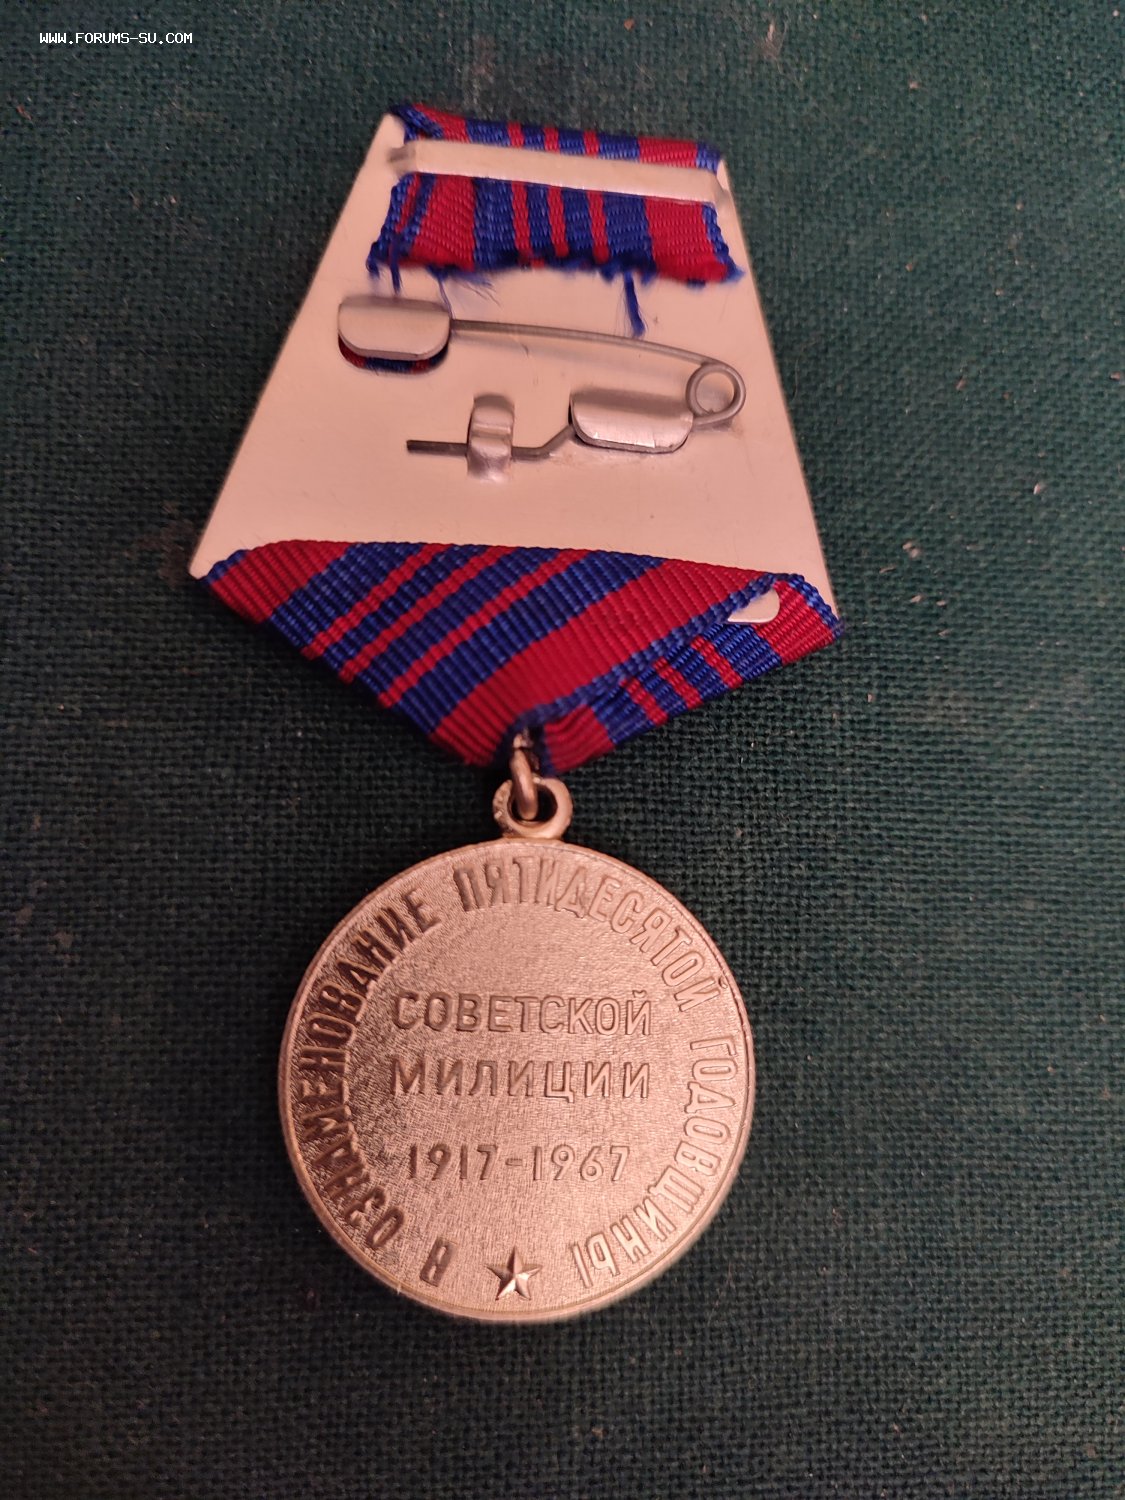 WWW.FORUMS-SU.COM
В ОЗНАМЕНОВАНИЕ ПЯТИДЕСЯТОЙ ГОДОВЩИНЫ
СОВЕТСКОЙ
МИЛИЦИИ
1917-1967